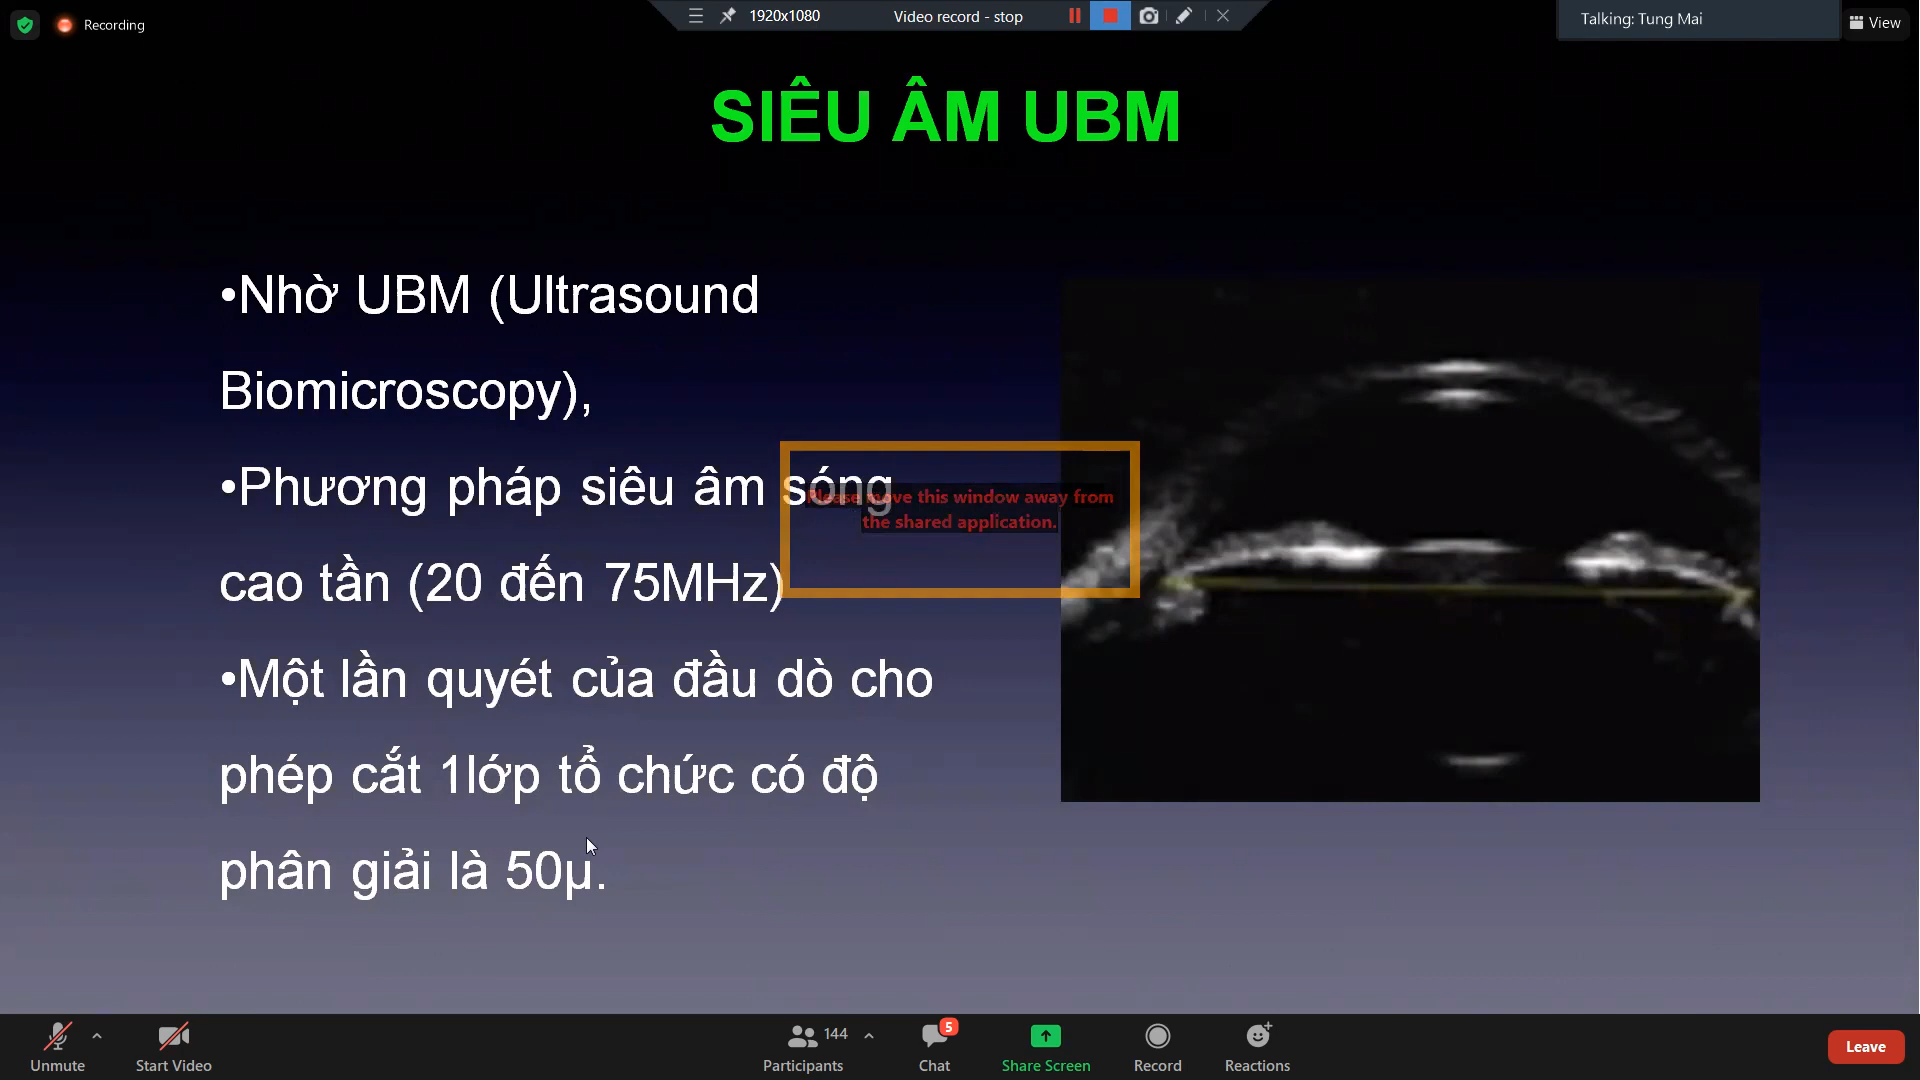 Recording
1920x1080
Video record - stop
Talking: Tung Mai
View
SIÊU ÂM UBM
•Nhờ UBM (Ultrasound
Biomicroscopy),
•Phương pháp siêu âm sóng
cao tần (20 đến 75MHz)
Please move this window away from
the shared application.
•Một lần quyét của đầu dò cho
phép cắt 1lớp tổ chức có độ
phân giải là 50µ.
Unmute
Start Video
144
Participants
5
Chat
Share Screen
Record
Reactions
Leave